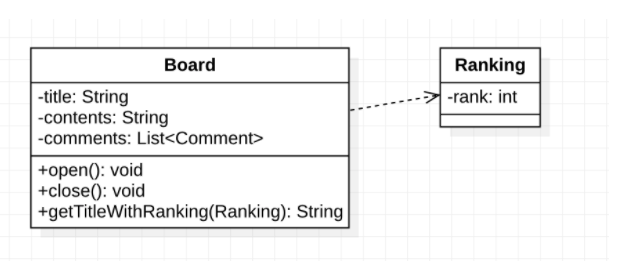 Board
-title: String
-contents: String
-comments: List<Comment>
+open(): void
+close(): void
+getTitleWithRanking(Ranking): String
Ranking
-rank: int